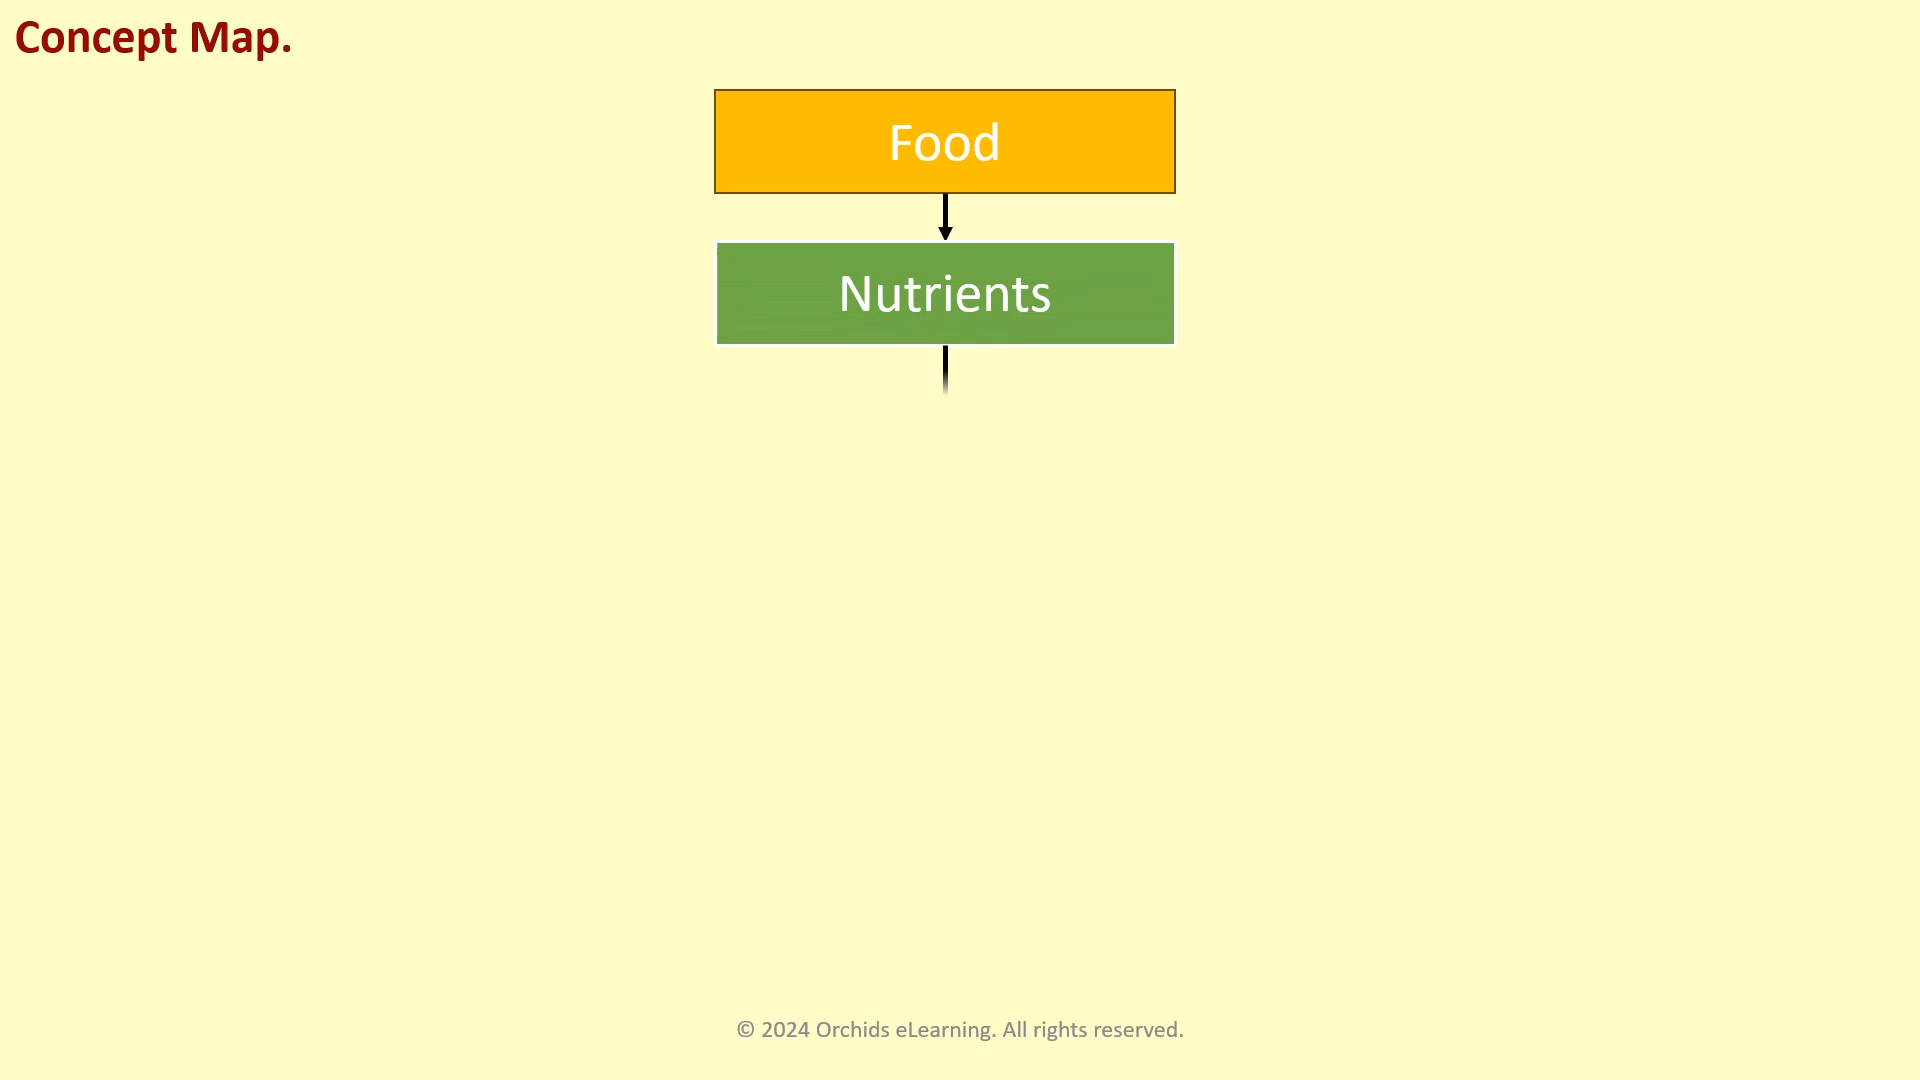 Concept Map.
Food
Nutrients
© 2024 Orchids eLearning. All rights reserved.